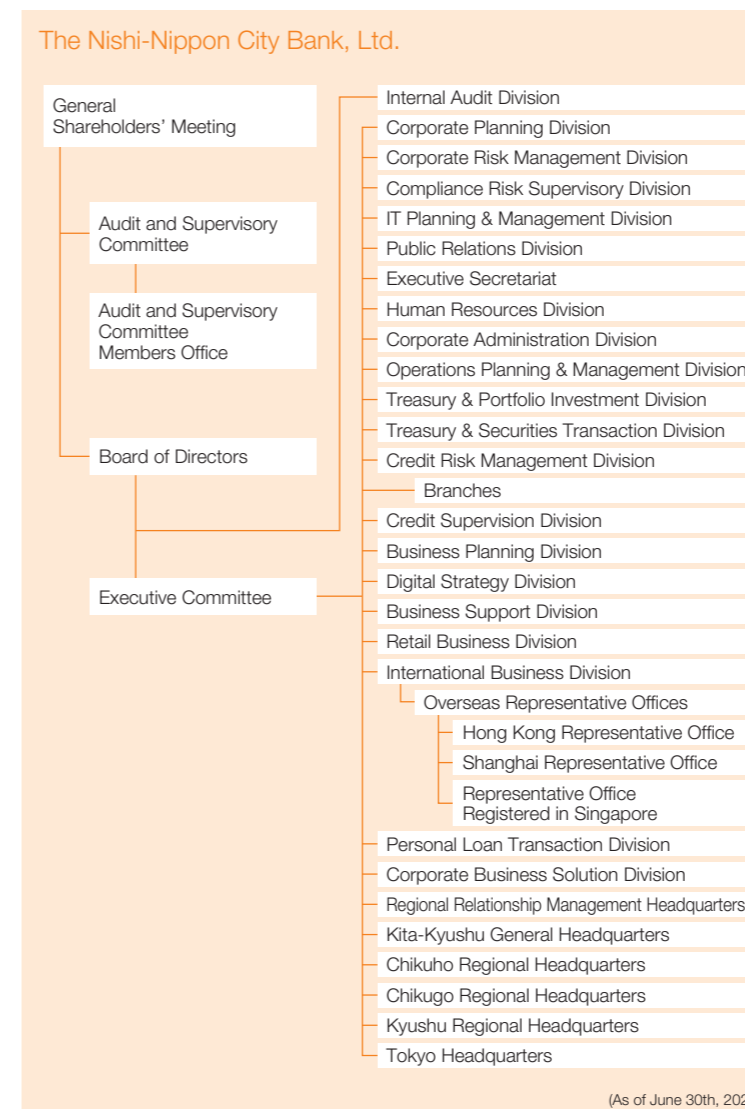 The Nishi-Nippon City Bank, Ltd.
General
Shareholders' Meeting
Audit and Supervisory
Committee
Audit and Supervisory
Committee
Members Office
Board of Directors
Executive Committee
Internal Audit Division
Corporate Planning Division
Corporate Risk Management Division
Compliance Risk Supervisory Division
IT Planning & Management Division
Public Relations Division
Executive Secretariat
Human Resources Division
Corporate Administration Division
Operations Planning & Management Division
Treasury & Portfolio Investment Division
Treasury & Securities Transaction Division
Credit Risk Management Division
Branches
Credit Supervision Division
Business Planning Division
Digital Strategy Division
Business Support Division
Retail Business Division
International Business Division
Overseas Representative Offices
Hong Kong Representative Office
Shanghai Representative Office
Representative Office
Registered in Singapore
Personal Loan Transaction Division
Corporate Business Solution Division
Regional Relationship Management Headquarters
Kita-Kyushu General Headquarters
Chikuho Regional Headquarters
Chikugo Regional Headquarters
Kyushu Regional Headquarters
Tokyo Headquarters
(As of June 30th,